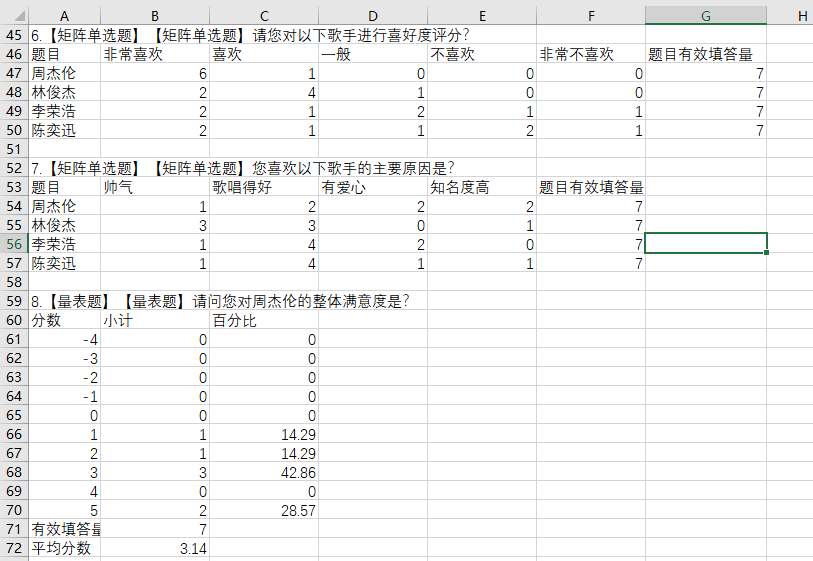 A B C D E F G H
45 6.【矩阵单选题】【矩阵单选题】请您对以下歌手进行喜好度评分?
46 题目 非常喜欢 喜欢 一般 不喜欢 非常不喜欢 题目有效填答量
47 周杰伦 6 1 0 0 0 7
48 林俊杰 2 4 1 0 0 7
49 李荣浩 2 1 2 1 1 7
50 陈奕迅 2 1 1 2 1 7
51
52 7.【矩阵单选题】【矩阵单选题】您喜欢以下歌手的主要原因是?
53 题目 帅气 歌唱得好 有爱心 知名度高 题目有效填答量
54 周杰伦 1 2 2 2 7
55 林俊杰 3 3 0 1 7
56 李荣浩 1 4 2 0 7
57 陈奕迅 1 4 1 1 7
58
59 8.【量表题】【量表题】请问您对周杰伦的整体满意度是?
60 分数 小计 百分比
61 -4 0 0
62 -3 0 0
63 -2 0 0
64 -1 0 0
65 0 0 0
66 1 1 14.29
67 2 1 14.29
68 3 3 42.86
69 4 0 0
70 5 2 28.57
71 有效填答量 7
72 平均分数 3.14